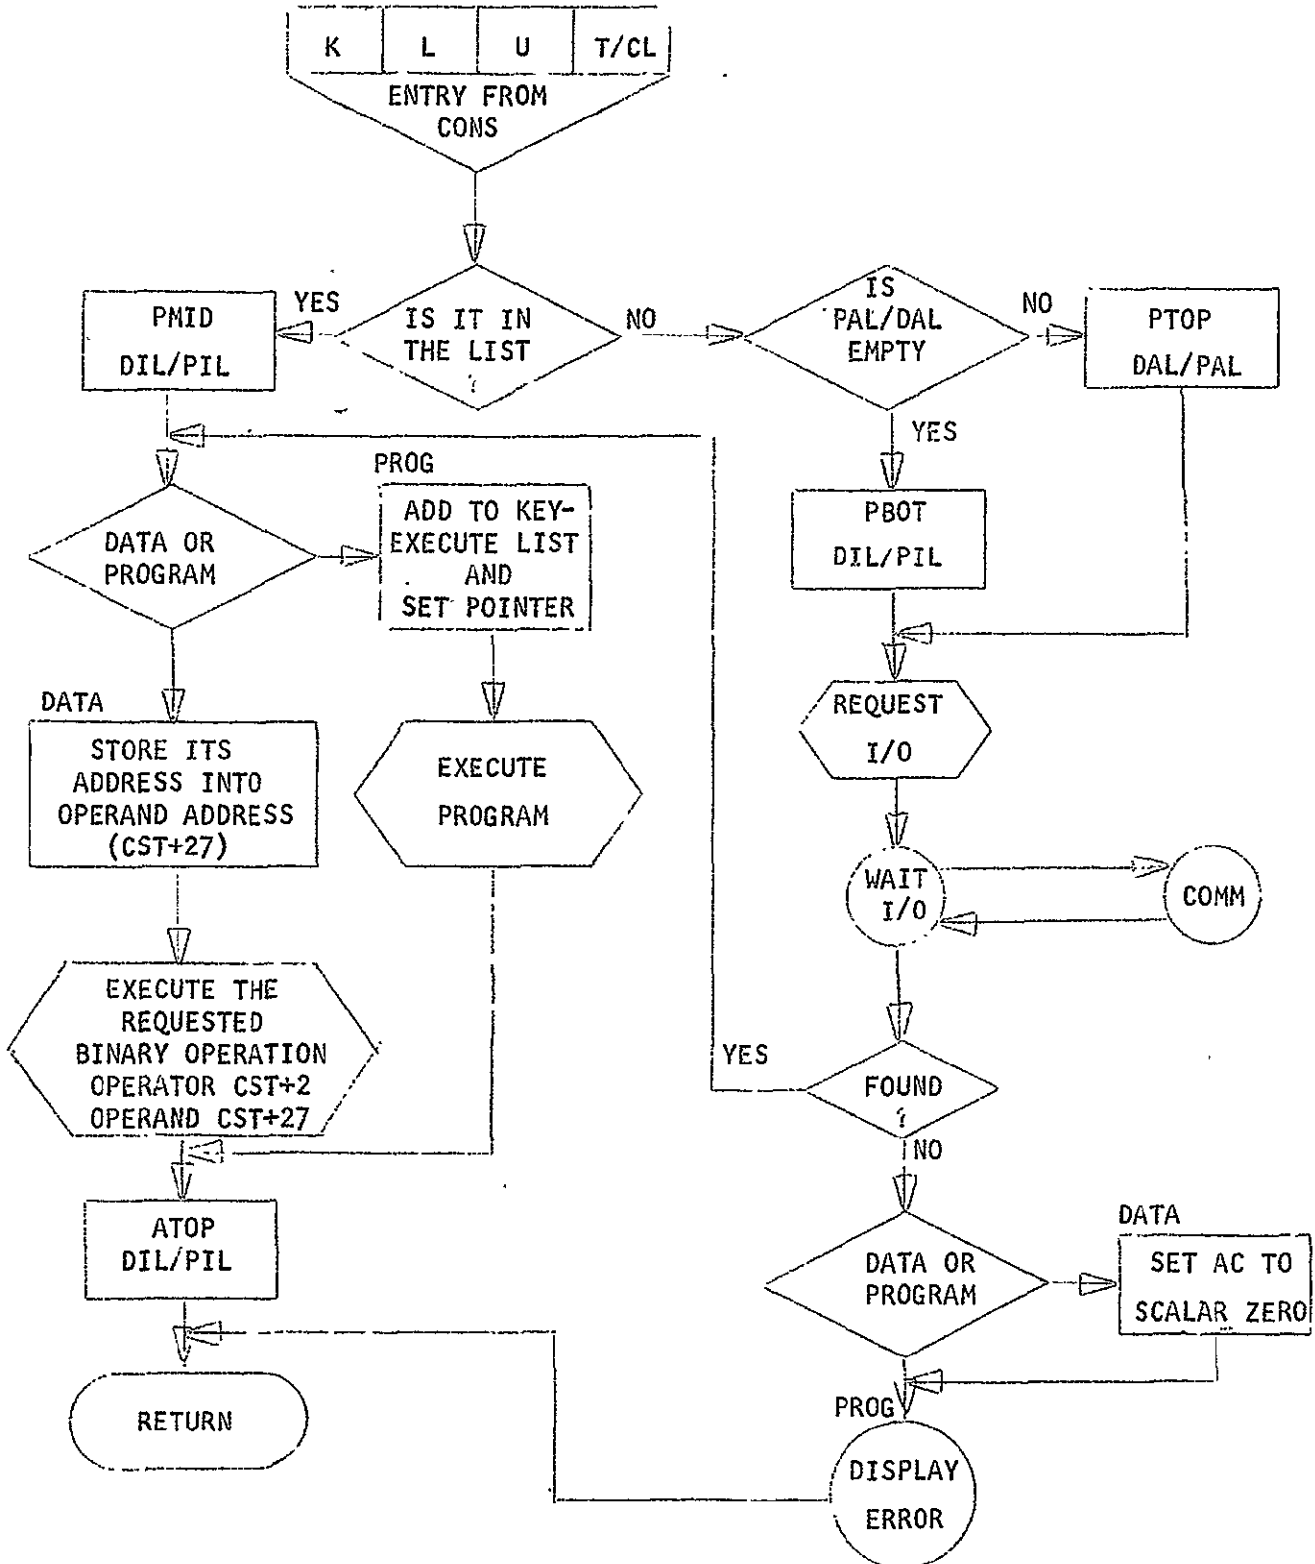 K L U T/CL
ENTRY FROM
CONS
IS IT IN
THE LIST
?
YES
NO
PMID
DIL/PIL
IS
PAL/DAL
EMPTY
NO
YES
PTOP
DAL/PAL
PBOT
DIL/PIL
DATA OR
PROGRAM
PROG
ADD TO KEY-
EXECUTE LIST
AND
SET POINTER
DATA
STORE ITS
ADDRESS INTO
OPERAND ADDRESS
(CST+27)
EXECUTE
PROGRAM
REQUEST
I/O
WAIT
I/O
COMM
EXECUTE THE
REQUESTED
BINARY OPERATION
OPERATOR CST+2
OPERAND CST+27
YES
FOUND
?
NO
ATOP
DIL/PIL
DATA OR
PROGRAM
DATA
SET AC TO
SCALAR ZERO
RETURN
PROG
DISPLAY
ERROR